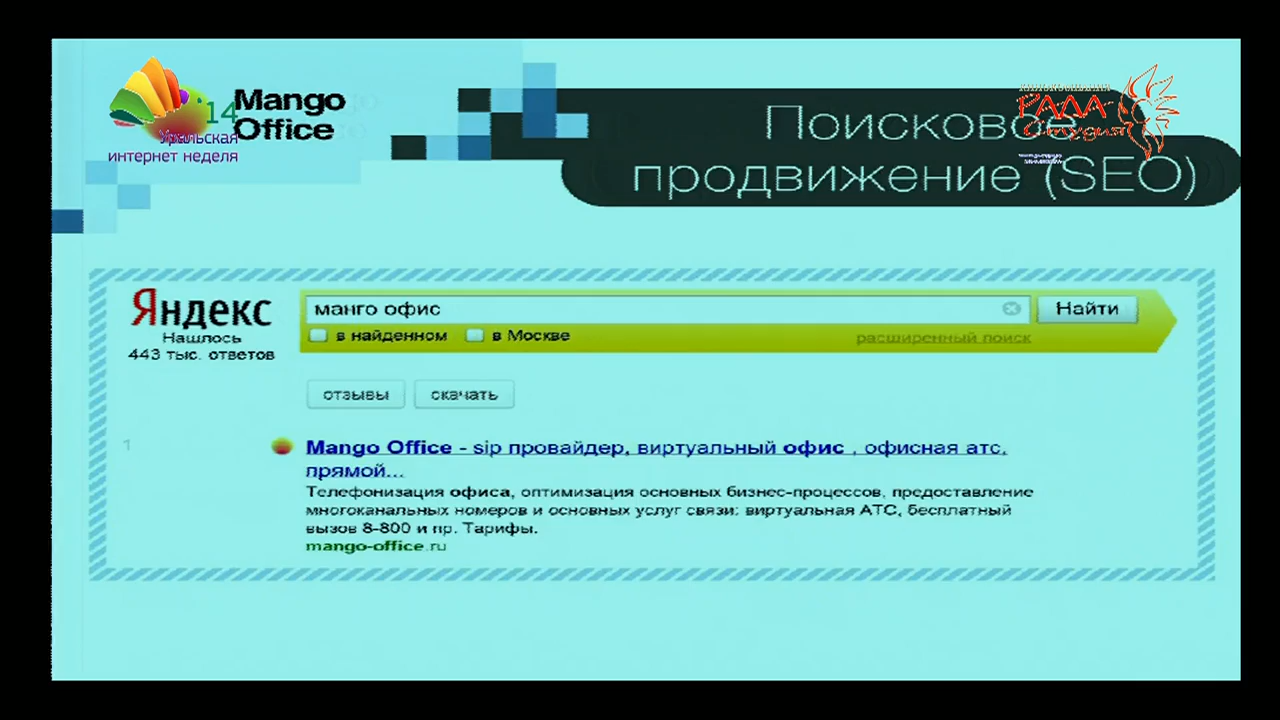 '14
Уральская
интернет неделя
Mango
Office
Поисковое
продвижение (SEO)
РАДА
Студия
Яндекс
Нашлось
443 тыс. ответов
манго офис
Найти
в найденном
в Москве
расширенный поиск
отзывы
скачать
1
Mango Office - sip провайдер, виртуальный офис , офисная атс,
прямой...
Телефонизация офиса, оптимизация основных бизнес-процессов, предоставление
многоканальных номеров и основных услуг связи: виртуальная АТС, бесплатный
вызов 8-800 и пр. Тарифы.
mango-office.ru